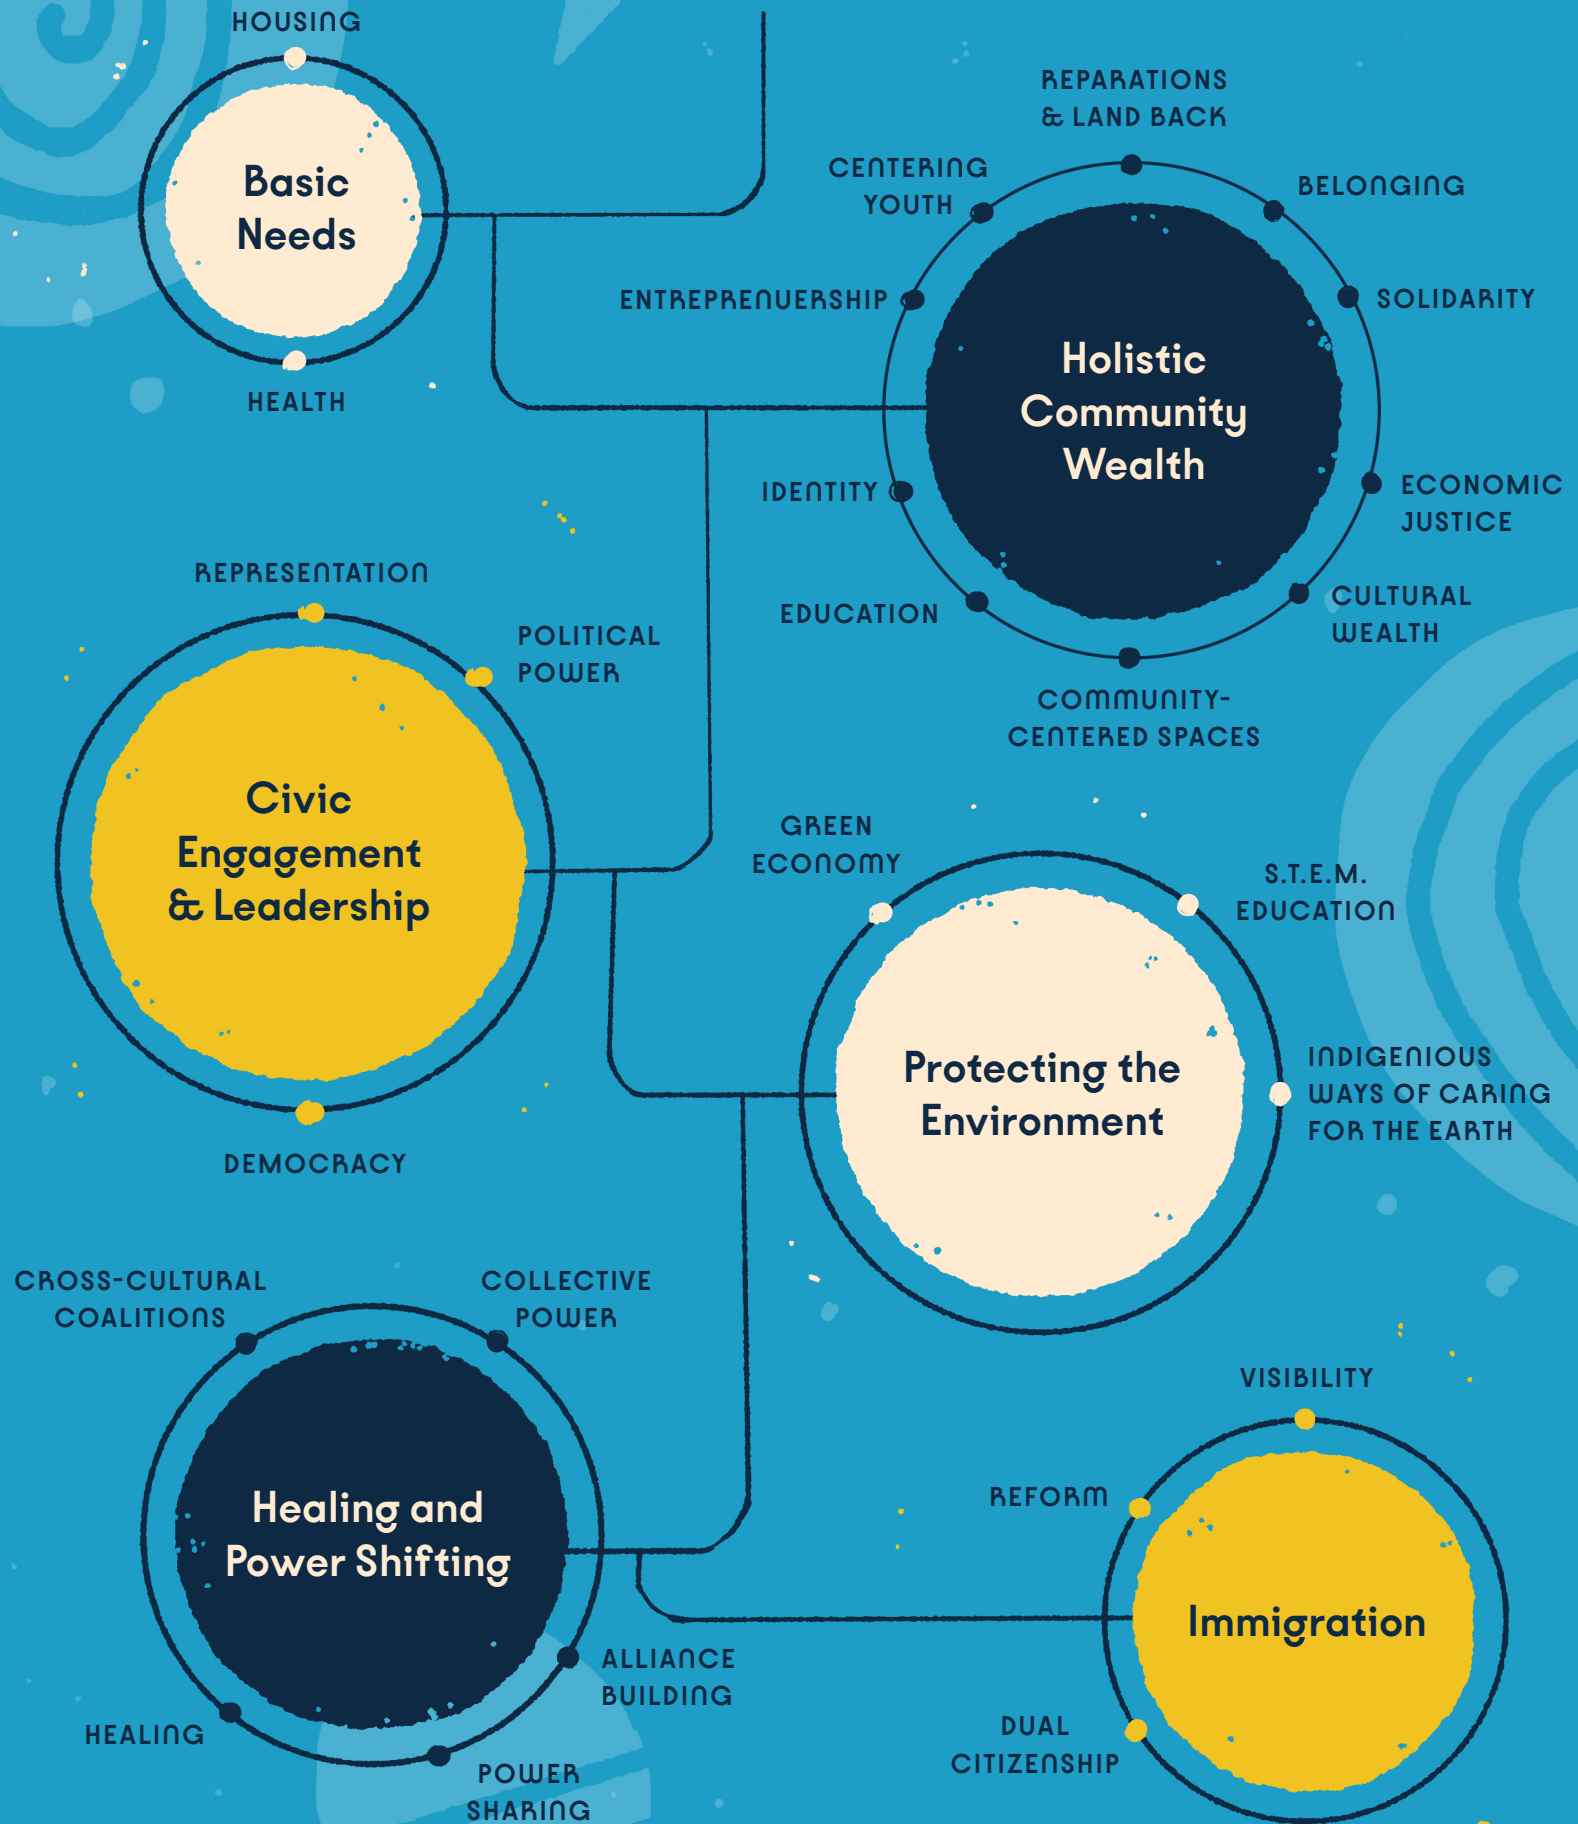 HOUSING
Basic
Needs
HEALTH
REPARATIONS
& LAND BACK
CENTERING
YOUTH
BELONGING
ENTREPRENUERSHIP
SOLIDARITY
Holistic
Community
Wealth
IDENTITY
ECONOMIC
JUSTICE
EDUCATION
CULTURAL
WEALTH
COMMUNITY-
CENTERED SPACES
REPRESENTATION
POLITICAL
POWER
Civic
Engagement
& Leadership
DEMOCRACY
GREEN
ECONOMY
S.T.E.M.
EDUCATION
Protecting the
Environment
INDIGENIOUS
WAYS OF CARING
FOR THE EARTH
CROSS-CULTURAL
COALITIONS
COLLECTIVE
POWER
Healing and
Power Shifting
ALLIANCE
BUILDING
HEALING
POWER
SHARING
VISIBILITY
REFORM
Immigration
DUAL
CITIZENSHIP